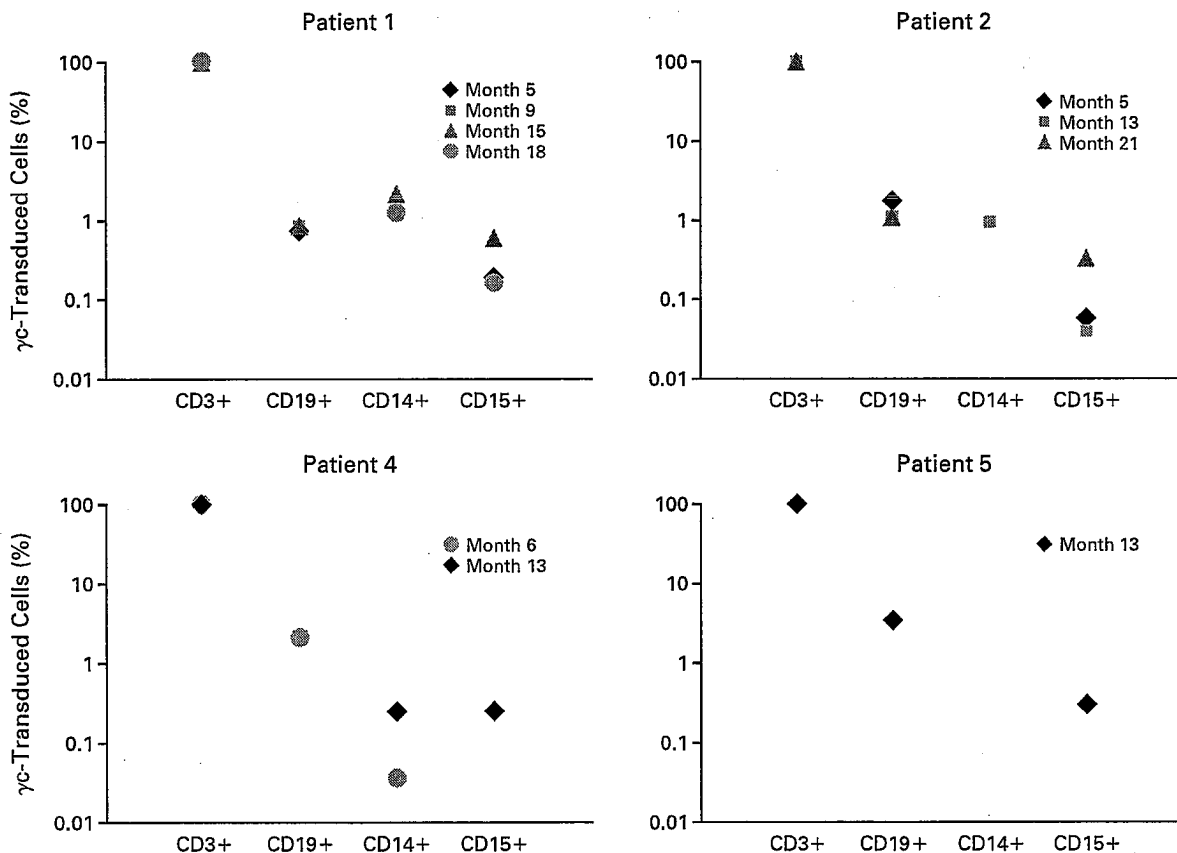 Patient 1
γc-Transduced Cells (%)
100
10
1
0.1
0.01
Month 5
Month 9
Month 15
Month 18
CD3+ CD19+ CD14+ CD15+
Patient 2
100
10
1
0.1
0.01
Month 5
Month 13
Month 21
CD3+ CD19+ CD14+ CD15+
Patient 4
γc-Transduced Cells (%)
100
10
1
0.1
0.01
Month 6
Month 13
CD3+ CD19+ CD14+ CD15+
Patient 5
100
10
1
0.1
0.01
Month 13
CD3+ CD19+ CD14+ CD15+